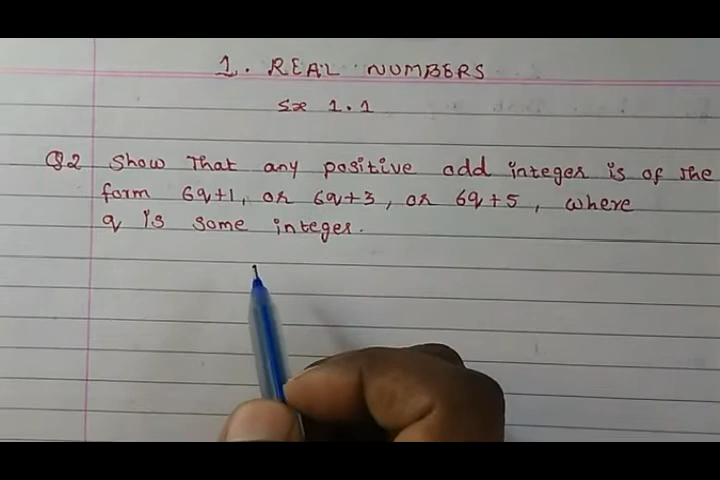 1. REAL NUMBERS
Ex 1.1
Q2 Show That any positive odd integer is of the
form 6q+1, or 6q+3, or 6q+5, where
q is some integer.